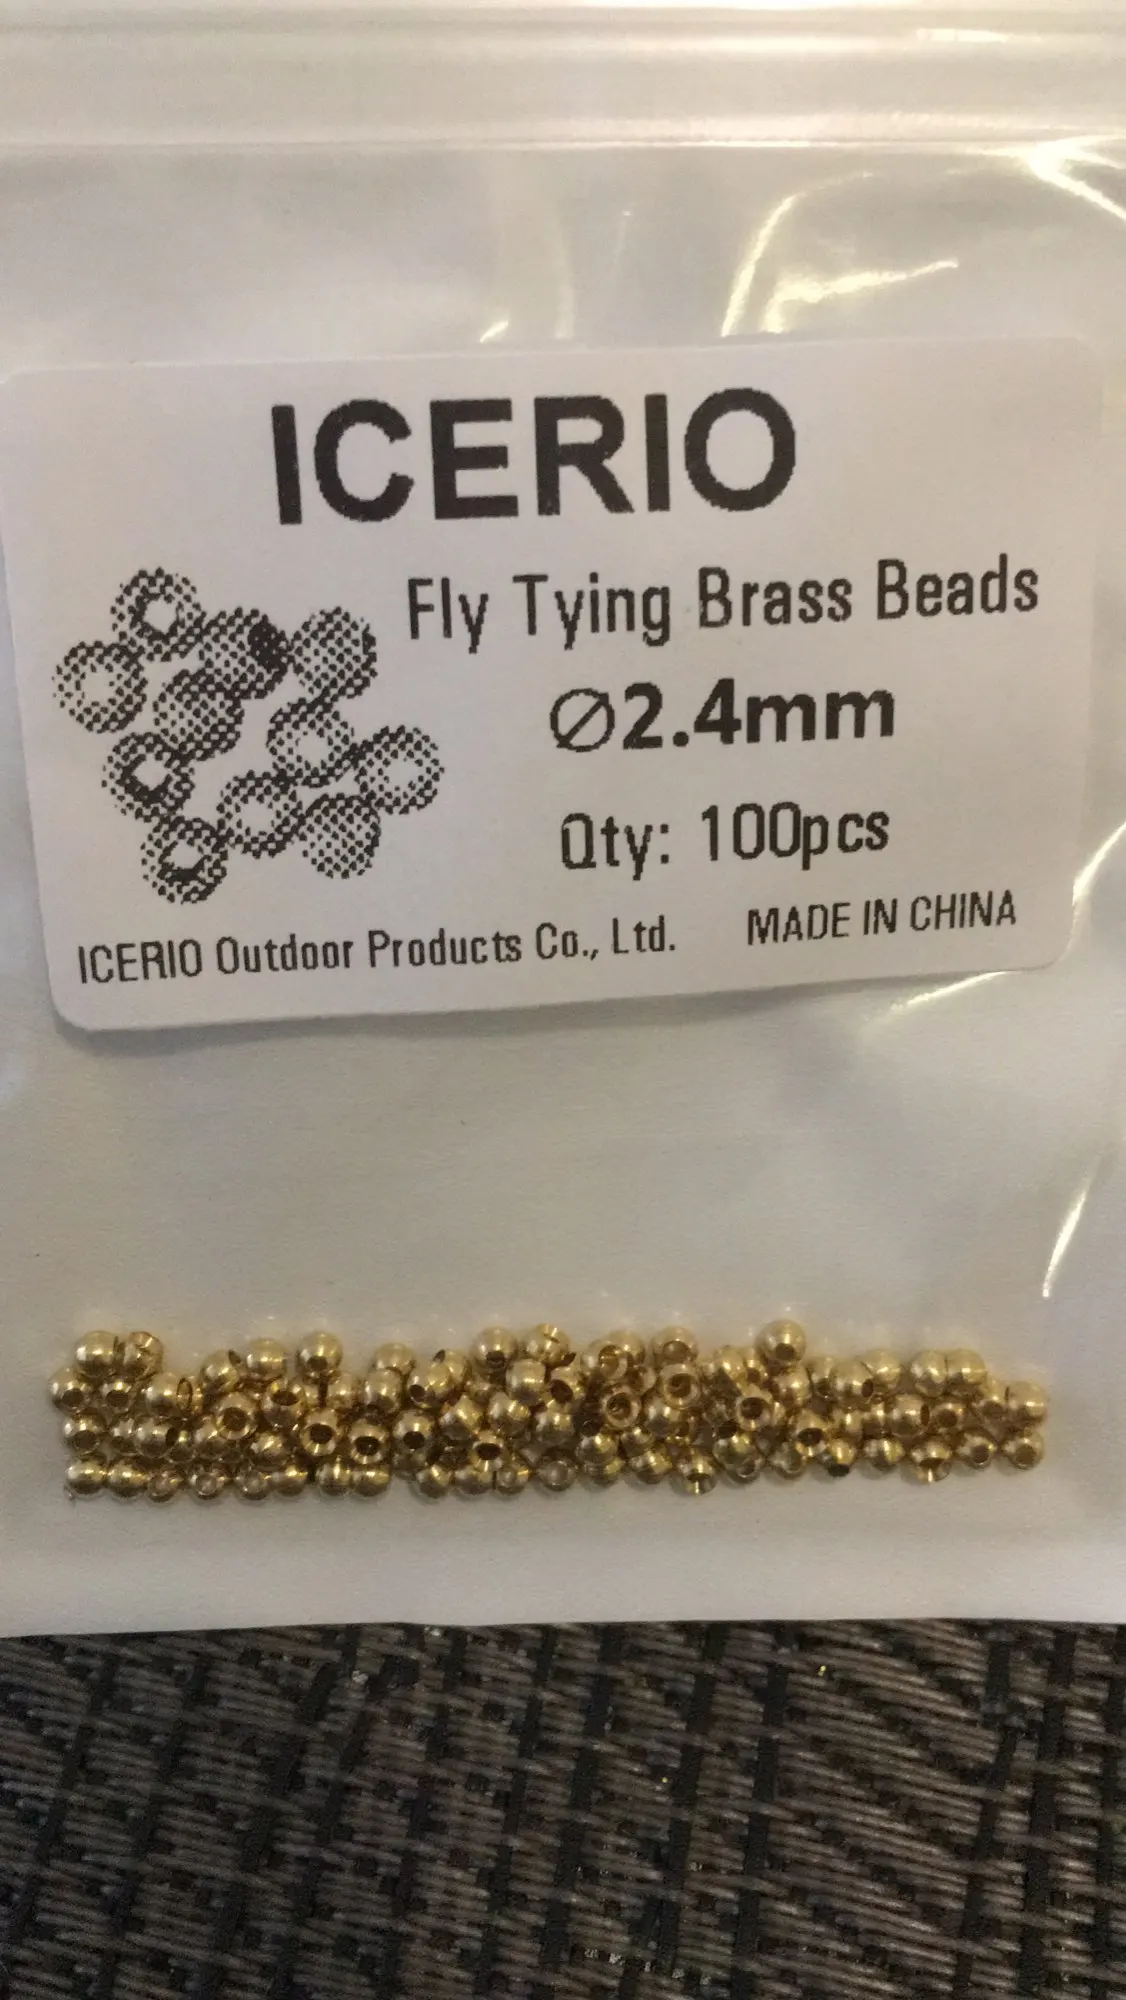 ICERIO
Fly Tying Brass Beads
∅2.4mm
Qty: 100pcs
ICERIO Outdoor Products Co., Ltd. MADE IN CHINA